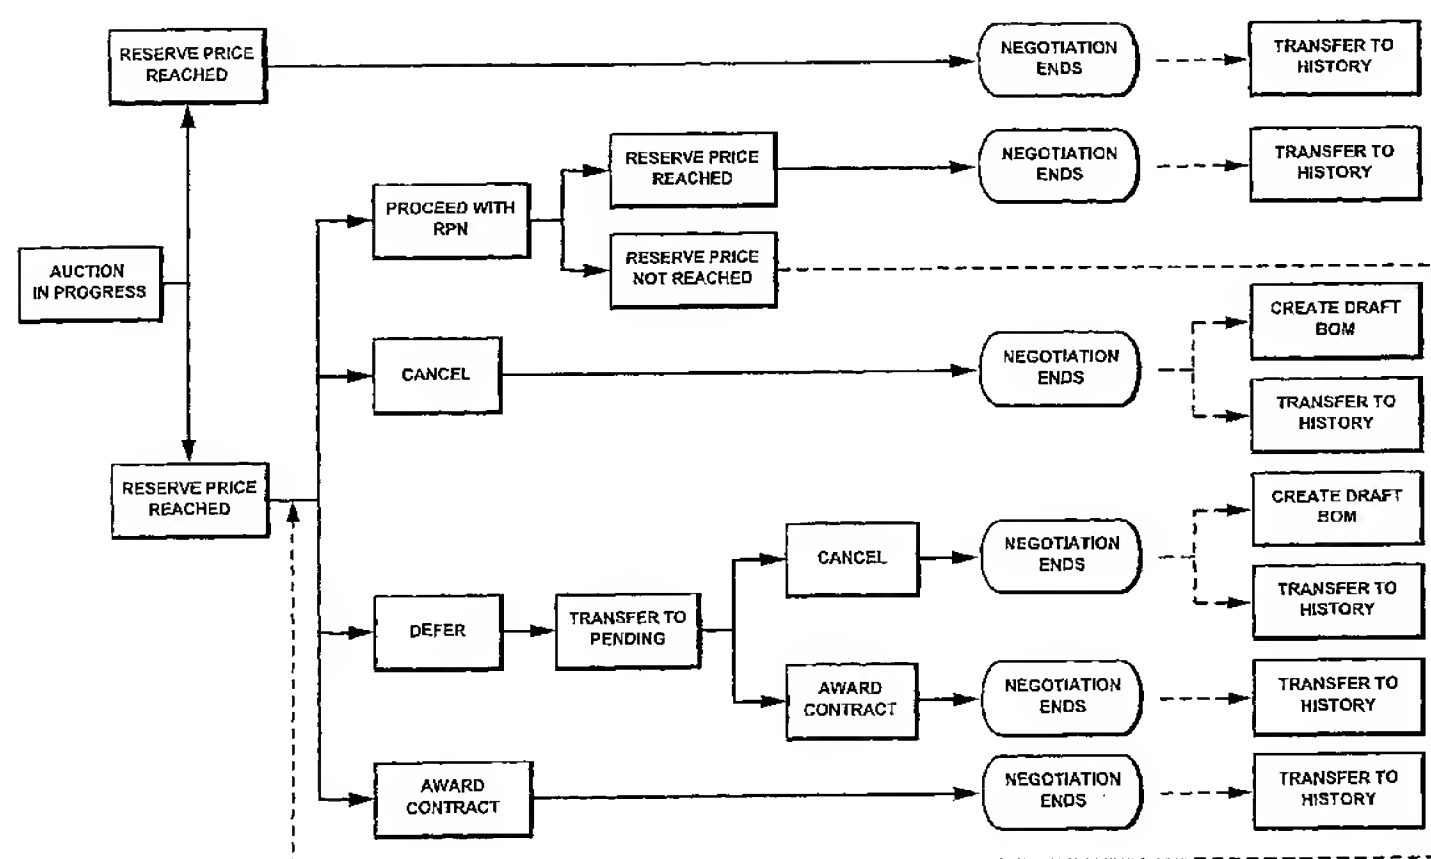 RESERVE PRICE
REACHED
NEGOTIATION
ENDS
TRANSFER TO
HISTORY
RESERVE PRICE
REACHED
NEGOTIATION
ENDS
TRANSFER TO
HISTORY
PROCEED WITH
RPN
RESERVE PRICE
NOT REACHED
AUCTION
IN PROGRESS
CREATE DRAFT
BOM
CANCEL
NEGOTIATION
ENDS
TRANSFER TO
HISTORY
RESERVE PRICE
REACHED
CREATE DRAFT
BOM
CANCEL
NEGOTIATION
ENDS
TRANSFER TO
HISTORY
DEFER
TRANSFER TO
PENDING
AWARD
CONTRACT
NEGOTIATION
ENDS
TRANSFER TO
HISTORY
AWARD
CONTRACT
NEGOTIATION
ENDS
TRANSFER TO
HISTORY